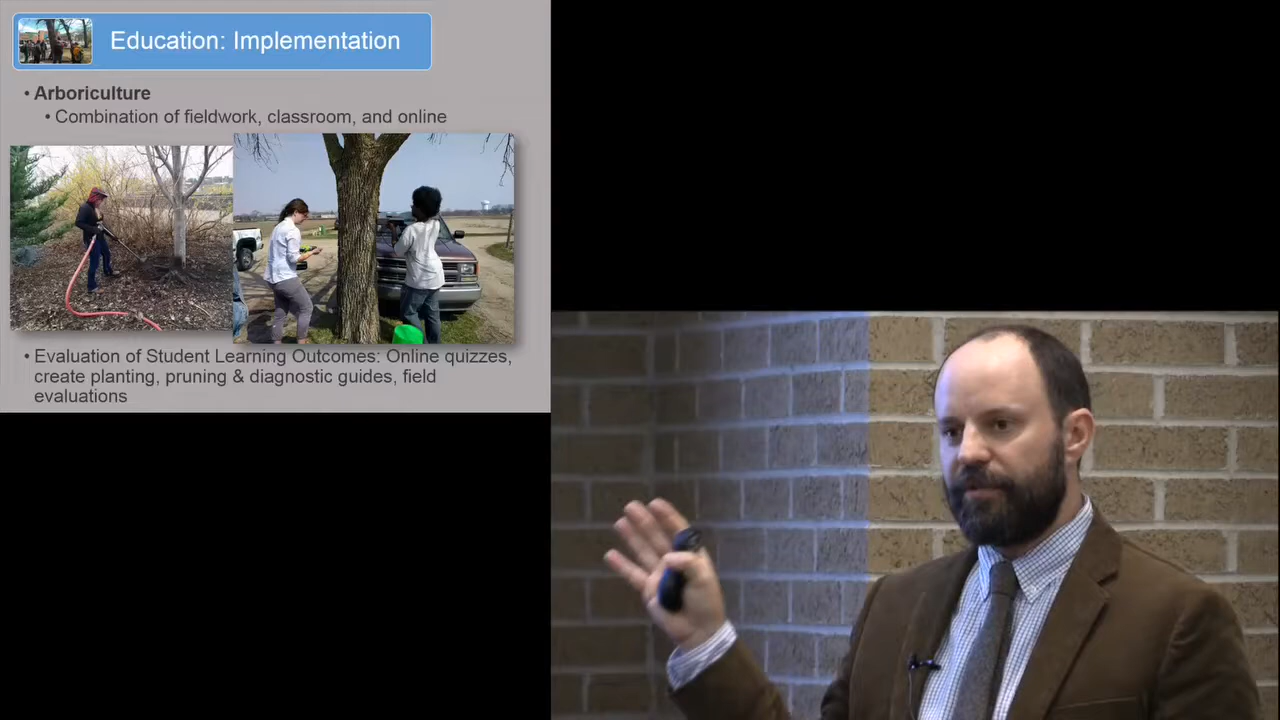 Education: Implementation
• Arboriculture
• Combination of fieldwork, classroom, and online
• Evaluation of Student Learning Outcomes: Online quizzes,
create planting, pruning & diagnostic guides, field
evaluations